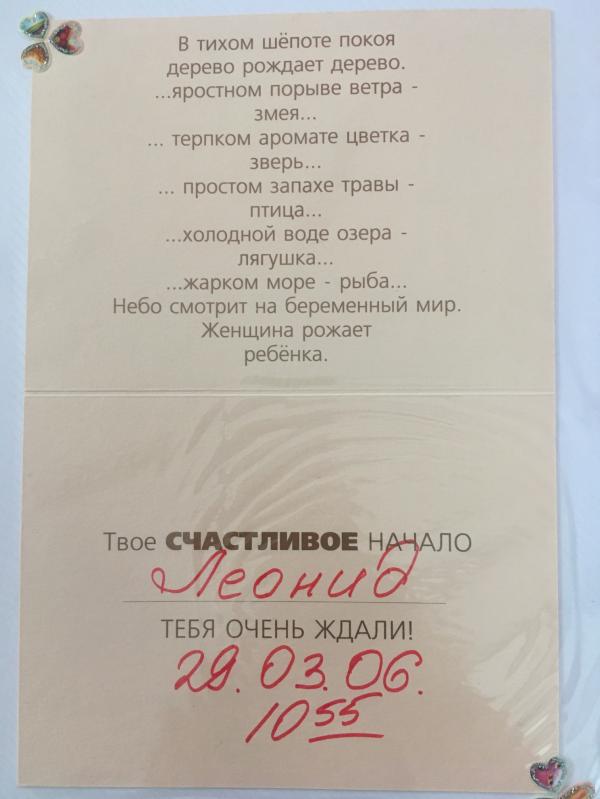 В тихом шёпоте покоя
дерево рождает дерево.
...яростном порыве ветра -
змея...
... терпком аромате цветка -
зверь...
... простом запахе травы -
птица...
...холодной воде озера -
лягушка...
...жарком море - рыба...
Небо смотрит на беременный мир.
Женщина рожает
ребёнка.
Твое СЧАСТЛИВОЕ НАЧАЛО
Леонид
ТЕБЯ ОЧЕНЬ ЖДАЛИ!
29.03.06.
10 55